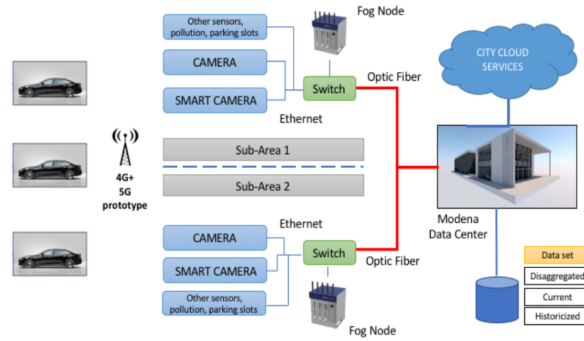 Other sensors,
pollution, parking slots
Fog Node
CAMERA
SMART CAMERA
Switch
Optic Fiber
Ethernet
CITY CLOUD
SERVICES
4G+
5G
prototype
Sub-Area 1
Sub-Area 2
Modena
Data Center
Ethernet
CAMERA
SMART CAMERA
Other sensors,
pollution, parking slots
Switch
Optic Fiber
Fog Node
Data set
Disaggregated
Current
Historicized